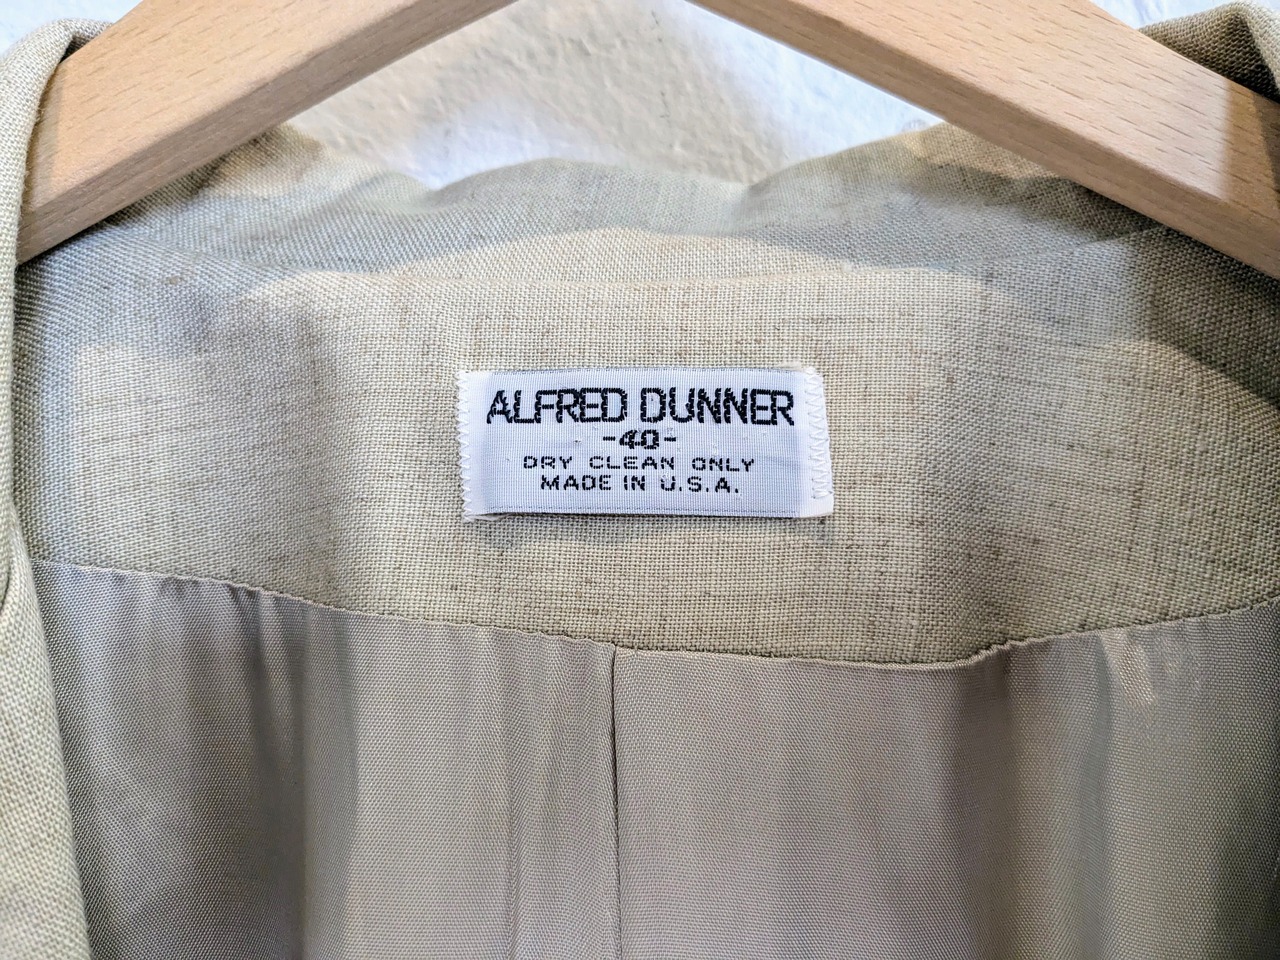 ALFRED DUNNER
-40-
DRY CLEAN ONLY
MADE IN U.S.A.